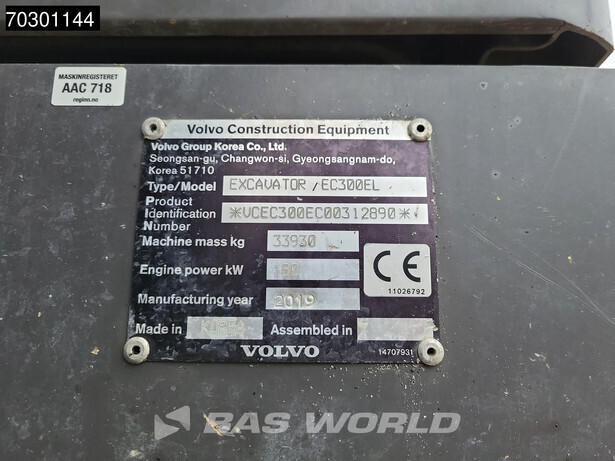 70301144
MASKINREGISTERET
AAC 718
reginn.no
Volvo Construction Equipment
Volvo Group Korea Co., Ltd.
Seongsan-gu, Changwon-si, Gyeongsangnam-do,
Korea 51710
Type/Model EXCAVATOR /EC300EL
Product
Identification *VCEC300EC00312890*
Number
Machine mass kg 33930
Engine power kW
Manufacturing year 2019
CE
11026792
Made in KOREA Assembled in
VOLVO
14707931
BAS WORLD